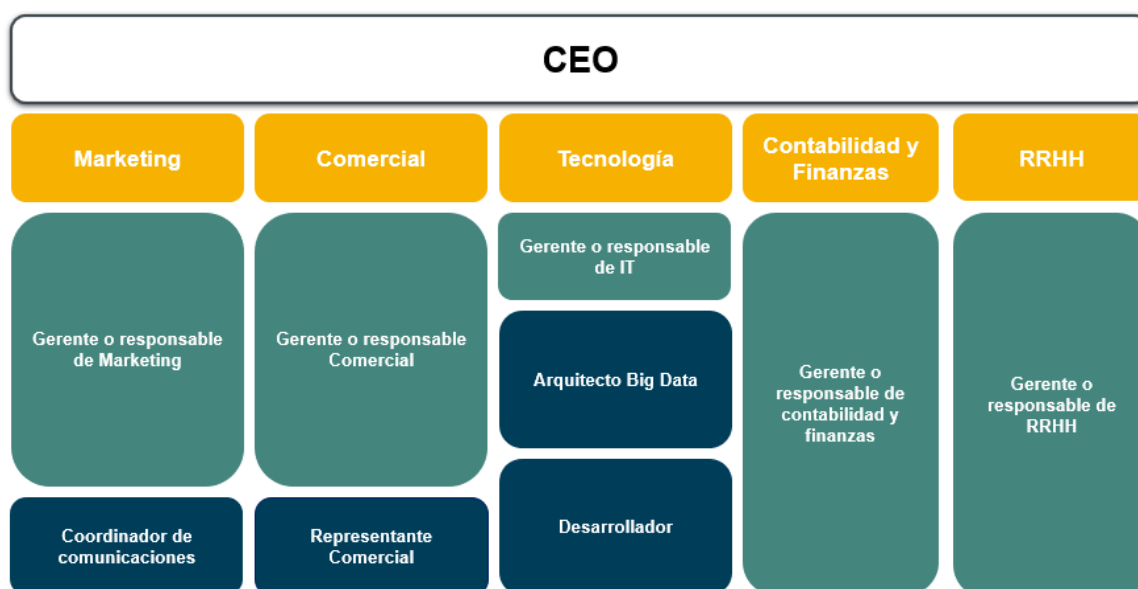 CEO
Marketing
Comercial
Tecnología
Contabilidad y
Finanzas
RRHH
Gerente o responsable
de Marketing
Coordinador de
comunicaciones
Gerente o responsable
Comercial
Representante
Comercial
Gerente o responsable
de IT
Arquitecto Big Data
Desarrollador
Gerente o
responsable de
contabilidad y
finanzas
Gerente o
responsable de
RRHH